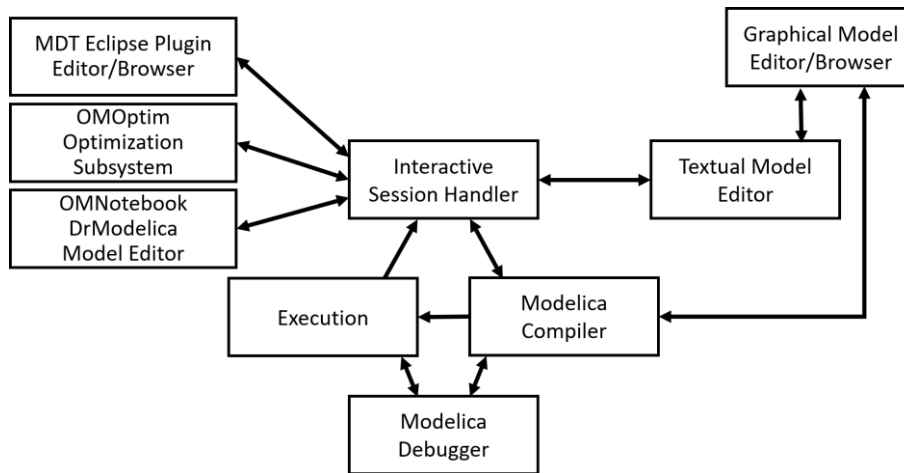 MDT Eclipse Plugin
Editor/Browser
OMOptim
Optimization
Subsystem
OMNotebook
DrModelica
Model Editor
Interactive
Session Handler
Graphical Model
Editor/Browser
Textual Model
Editor
Execution
Modelica
Compiler
Modelica
Debugger